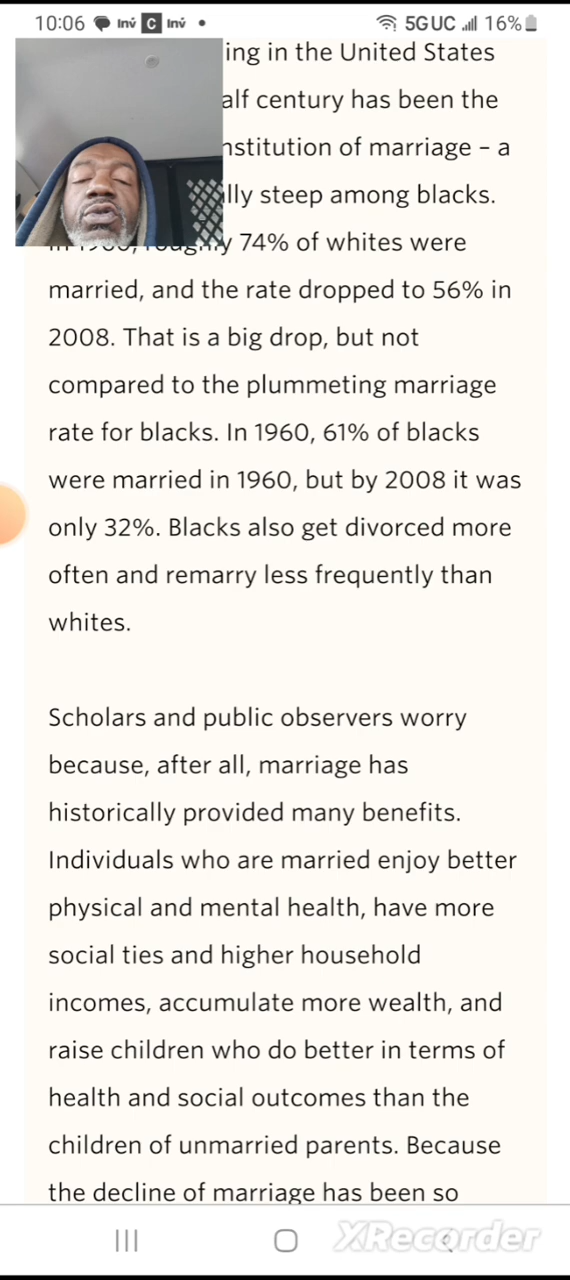 10:06 Inv C Inv 5G UC 16%
ing in the United States
alf century has been the
nstitution of marriage – a
lly steep among blacks.
74% of whites were
married, and the rate dropped to 56% in
2008. That is a big drop, but not
compared to the plummeting marriage
rate for blacks. In 1960, 61% of blacks
were married in 1960, but by 2008 it was
only 32%. Blacks also get divorced more
often and remarry less frequently than
whites.
Scholars and public observers worry
because, after all, marriage has
historically provided many benefits.
Individuals who are married enjoy better
physical and mental health, have more
social ties and higher household
incomes, accumulate more wealth, and
raise children who do better in terms of
health and social outcomes than the
children of unmarried parents. Because
the decline of marriage has been so
XRecorder